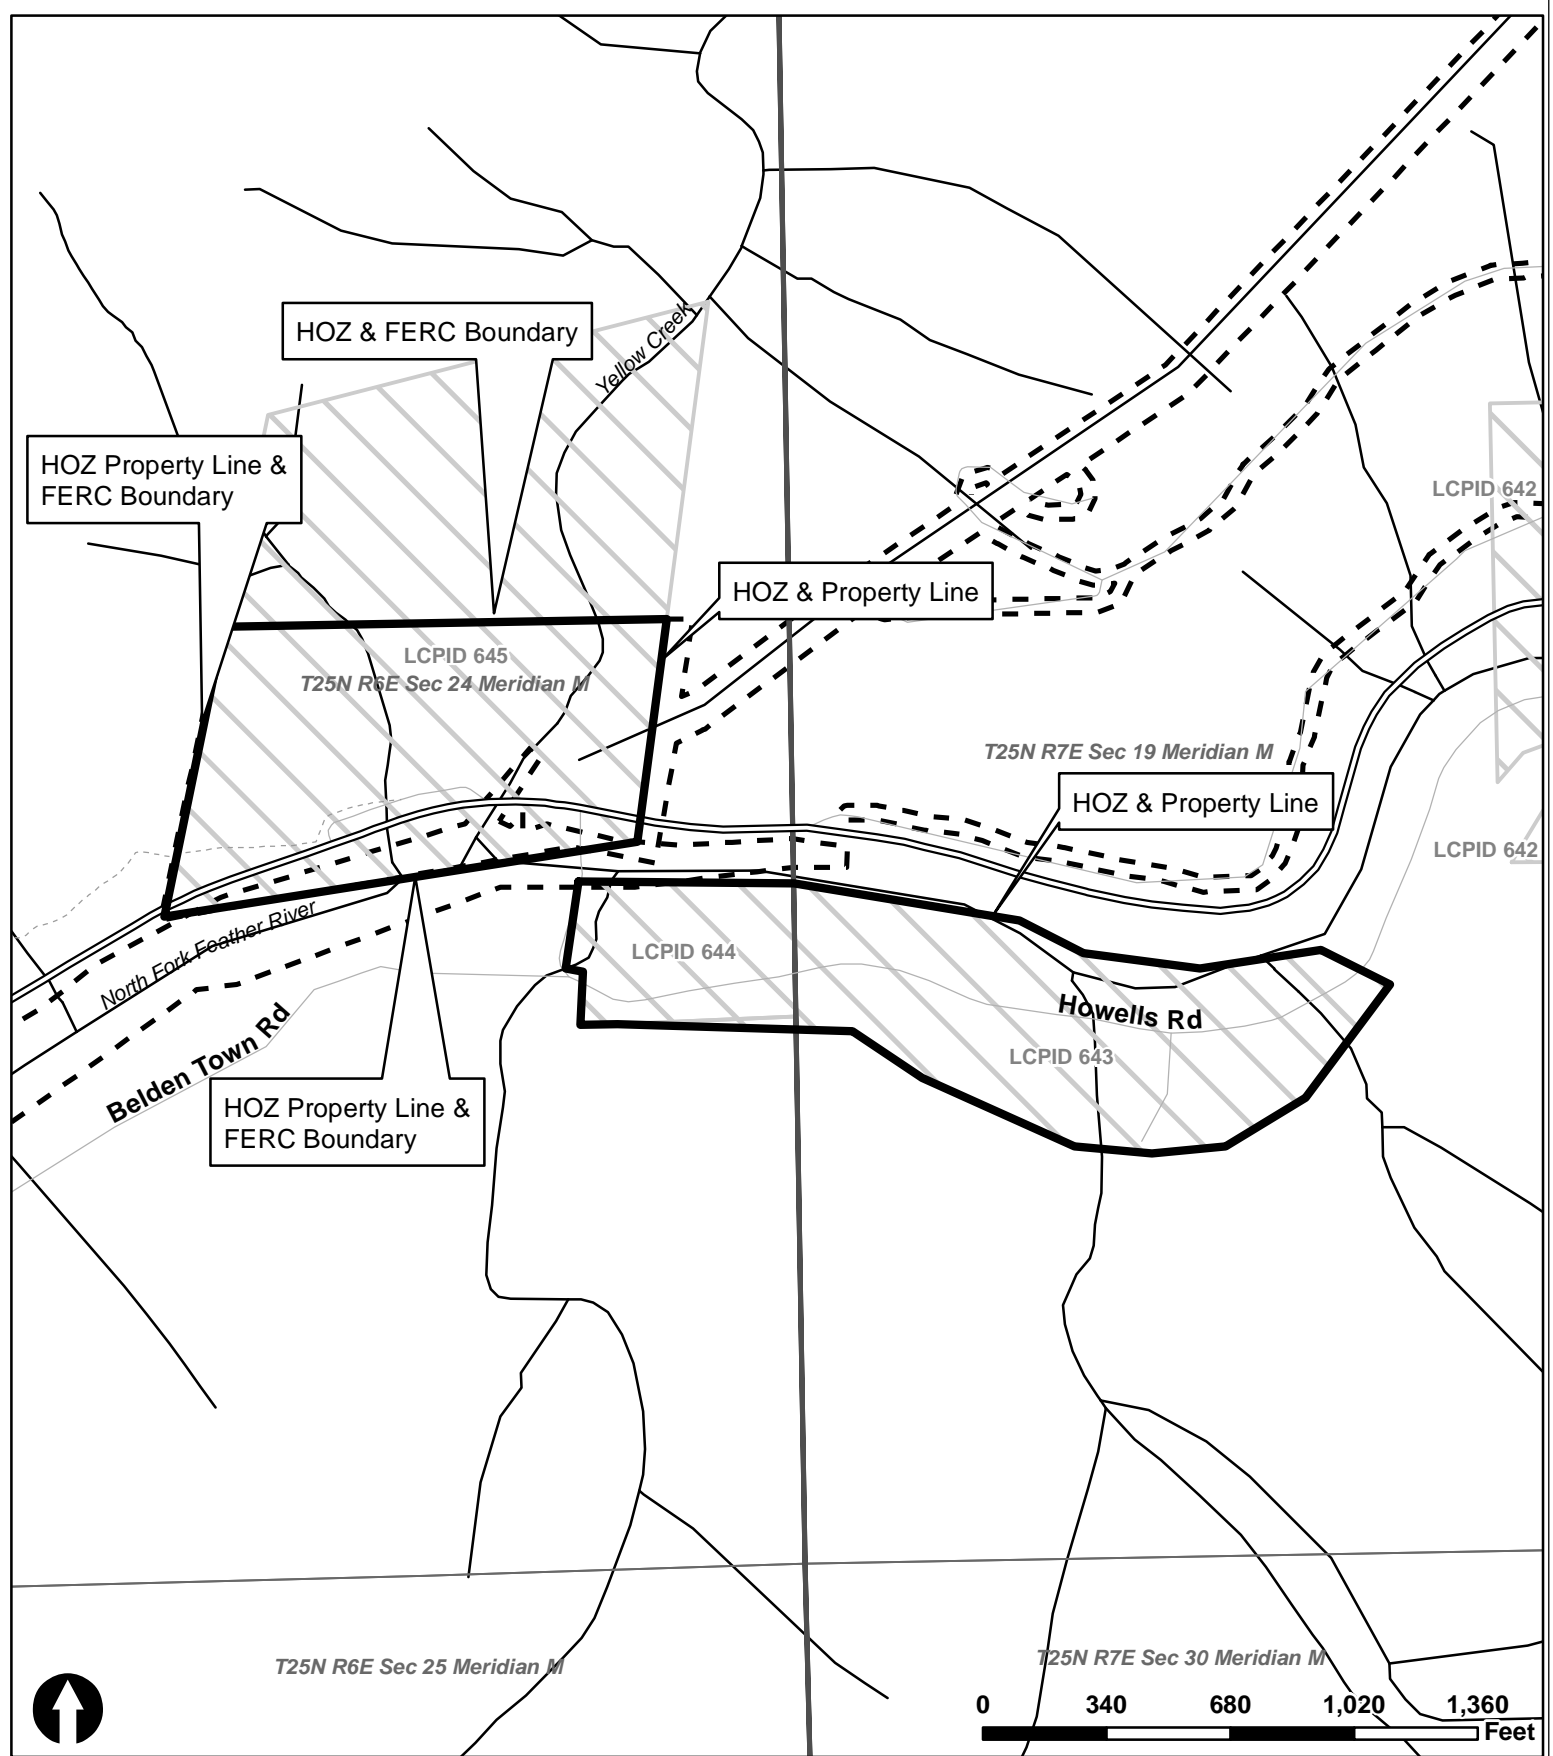 HOZ & FERC Boundary
Yellow Creek
HOZ Property Line &
FERC Boundary
LCPID 642
HOZ & Property Line
LCPID 645
T25N R6E Sec 24 Meridian M
T25N R7E Sec 19 Meridian M
HOZ & Property Line
LCPID 642
North Fork Feather River
LCPID 644
Howells Rd
Belden Town Rd
LCPID 643
HOZ Property Line &
FERC Boundary
T25N R6E Sec 25 Meridian M
T25N R7E Sec 30 Meridian M
0 340 680 1,020 1,360
Feet